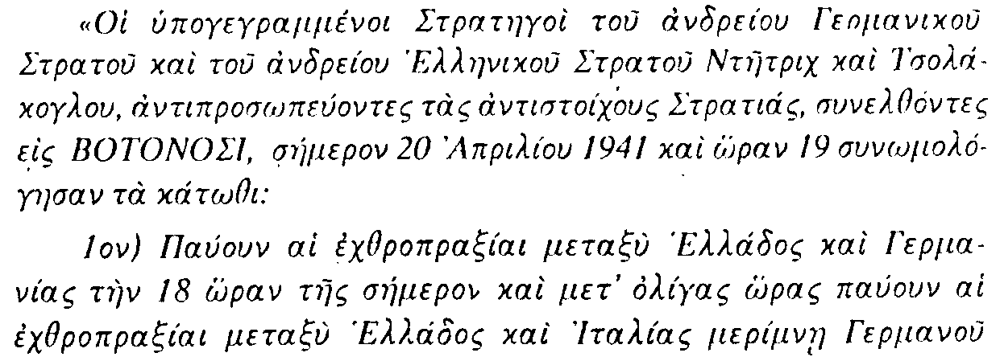 «Οἱ ὑπογεγραμμένοι Στρατηγοὶ τοῦ ἀνδρείου Γερμανικοῦ
Στρατοῦ καὶ τοῦ ἀνδρείου Ἑλληνικοῦ Στρατοῦ Ντῆτριχ καὶ Τσολά-
κογλου, ἀντιπροσωπεύοντες τὰς ἀντιστοίχους Στρατιάς, συνελθόντες
εἰς ΒΟΤΟΝΟΣΙ, σήμερον 20 Ἀπριλίου 1941 καὶ ὥραν 19 συνωμολό-
γησαν τὰ κάτωθι:
1ον) Παύουν αἱ ἐχθροπραξίαι μεταξὺ Ἑλλάδος καὶ Γερμα-
νίας τὴν 18 ὥραν τῆς σήμερον καὶ μετ’ ὀλίγας ὥρας παύουν αἱ
ἐχθροπραξίαι μεταξὺ Ἑλλάδος καὶ Ἰταλίας μερίμνῃ Γερμανοῦ